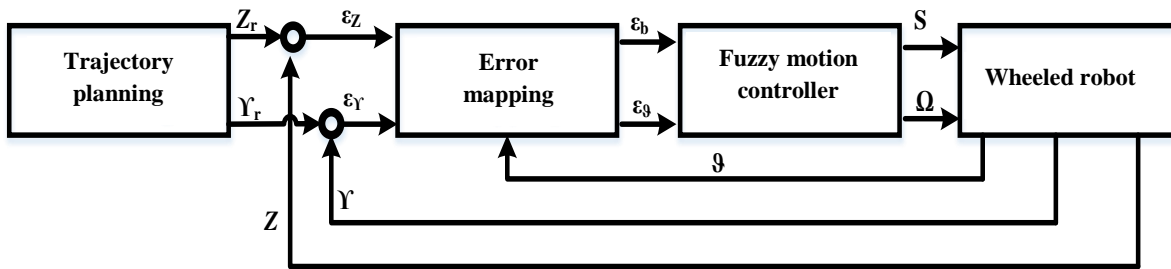 Z_r
ε_Z
ε_b
S
Trajectory
planning
Error
mapping
Fuzzy motion
controller
Wheeled robot
ϒ_r
ε_ϒ
ε_ϑ
Ω
ϑ
ϒ
Z